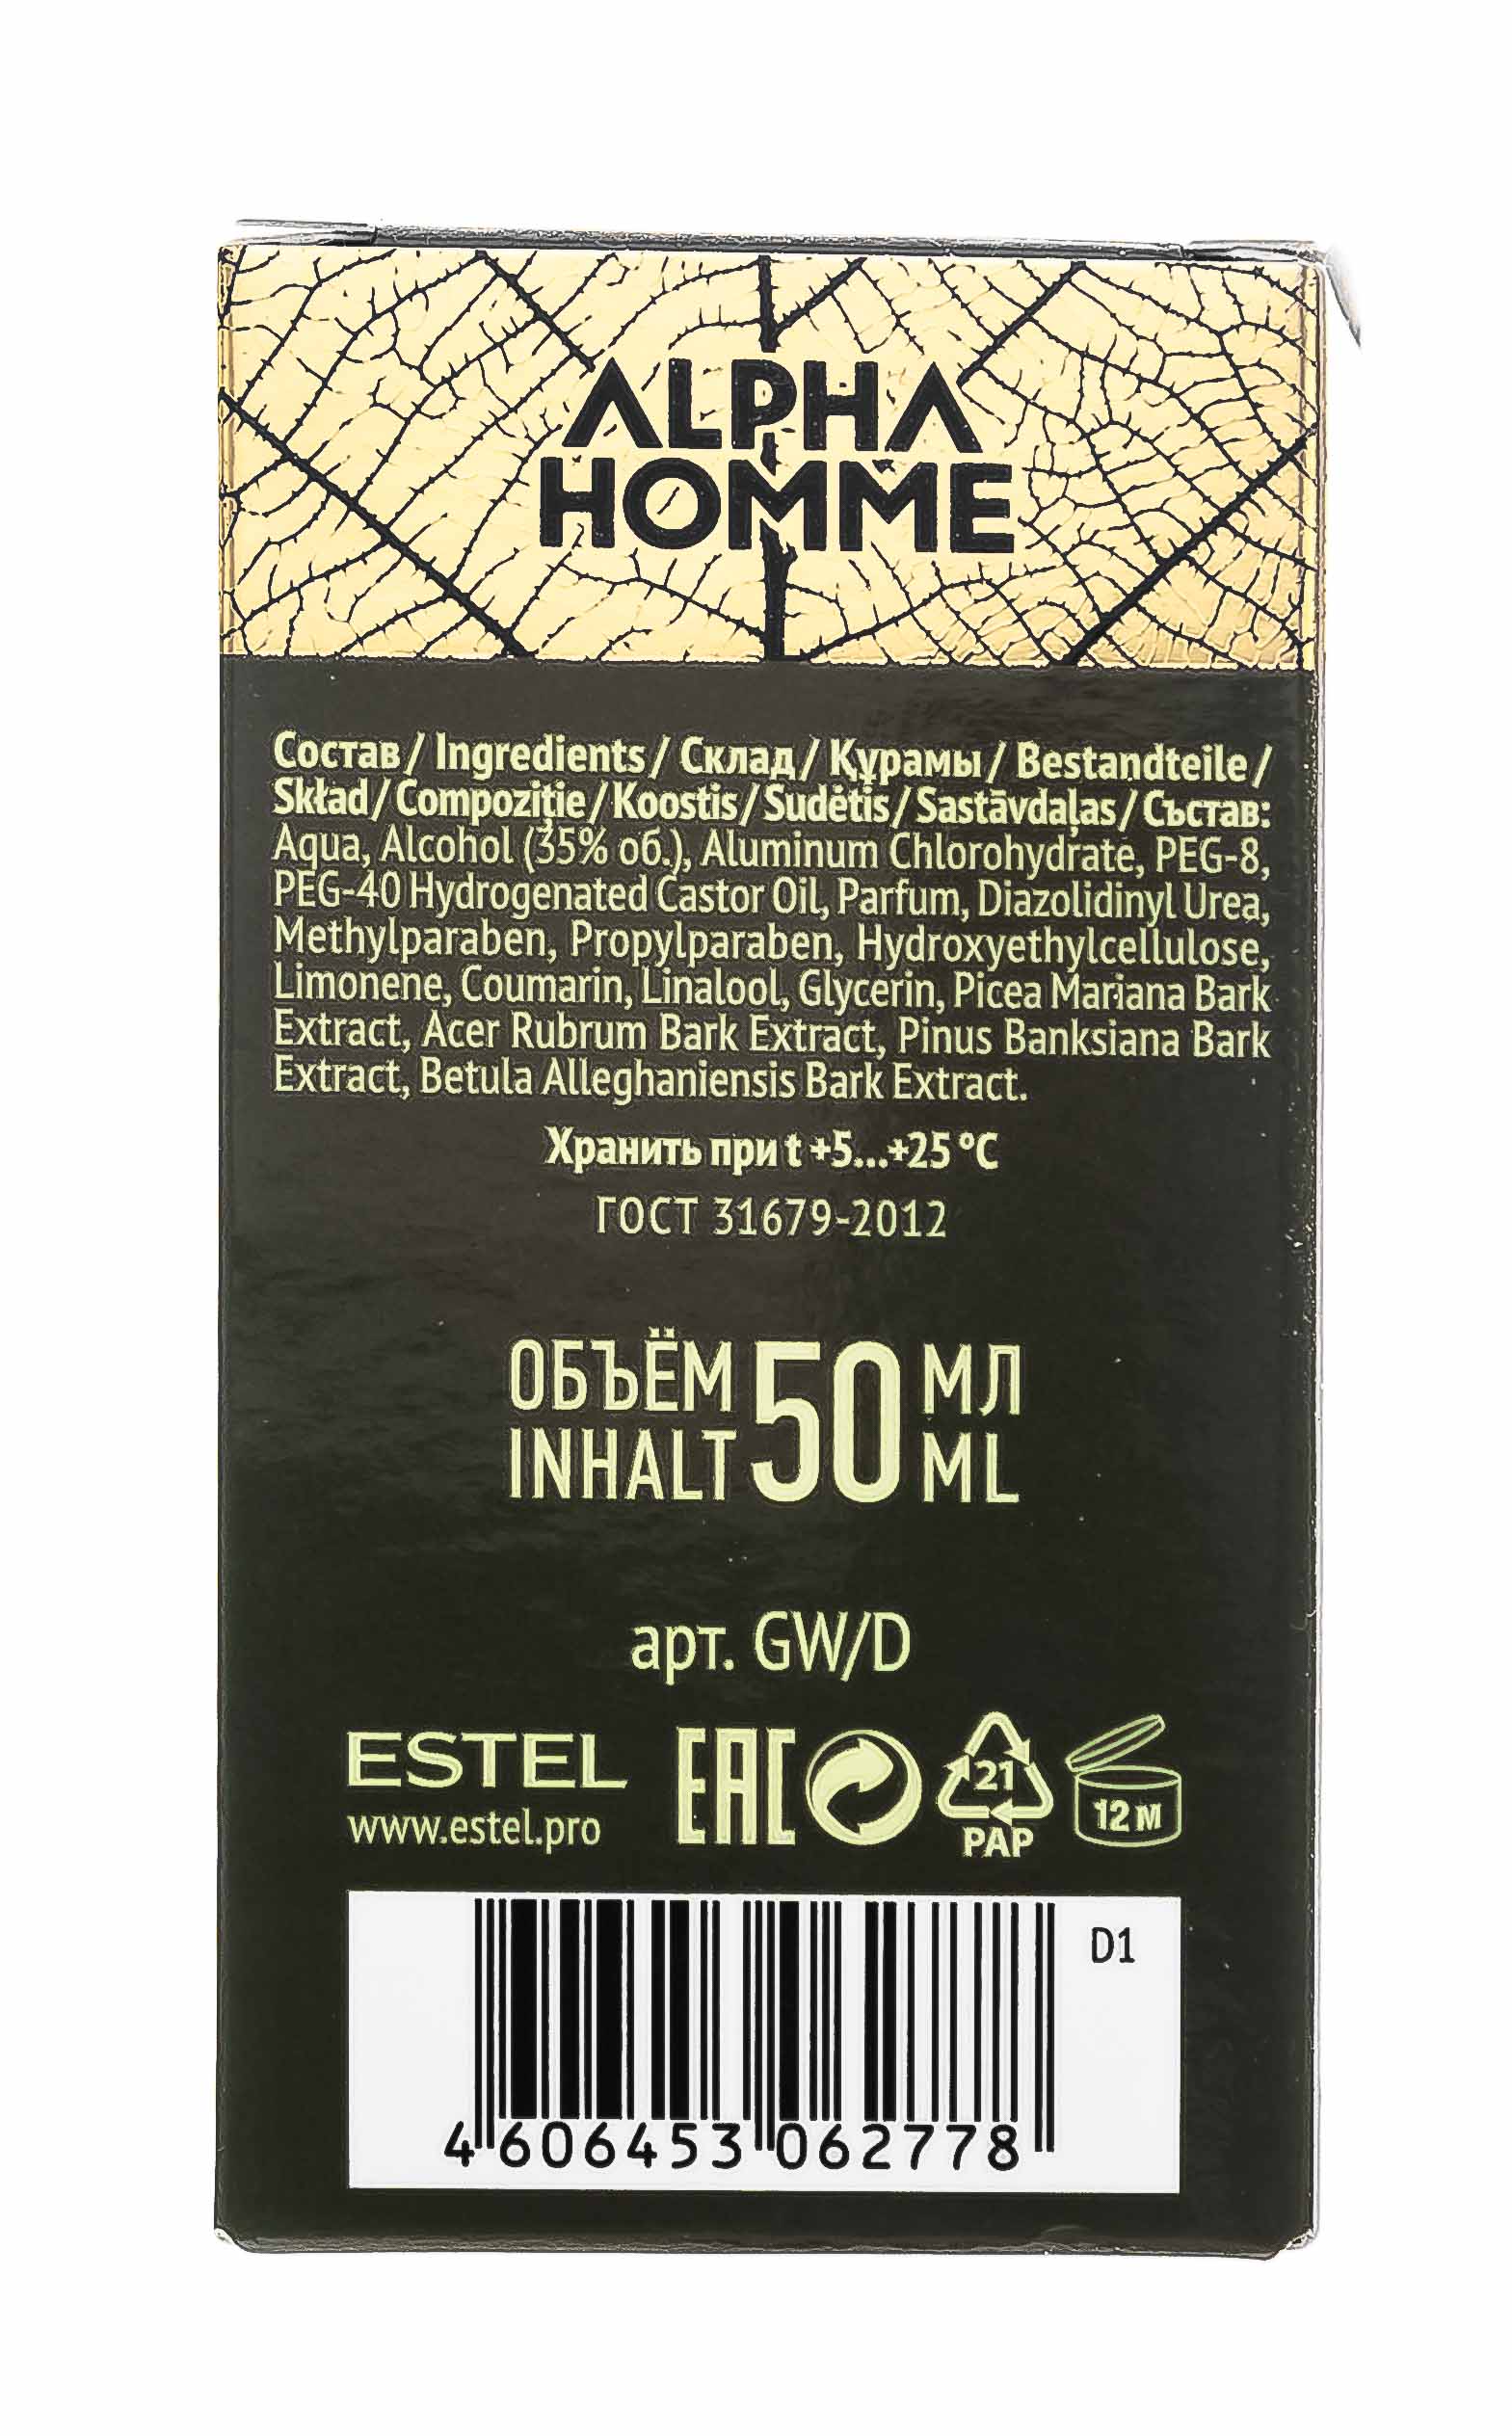 ALPHA
HOMME
Состав / Ingredients / Склад / Құрамы / Bestandteile /
Skład / Compoziţie / Koostis / Sudėtis / Sastāvdaļas / Състав:
Aqua, Alcohol (35% об.), Aluminum Chlorohydrate, PEG-8,
PEG-40 Hydrogenated Castor Oil, Parfum, Diazolidinyl Urea,
Methylparaben, Propylparaben, Hydroxyethylcellulose,
Limonene, Coumarin, Linalool, Glycerin, Picea Mariana Bark
Extract, Acer Rubrum Bark Extract, Pinus Banksiana Bark
Extract, Betula Alleghaniensis Bark Extract.
Хранить при t +5...+25 °C
ГОСТ 31679-2012
ОБЪЁМ 50 МЛ
INHALT ML
арт. GW/D
ESTEL EAC 21 12 M
www.estel.pro PAP
D1
4 606453 062778